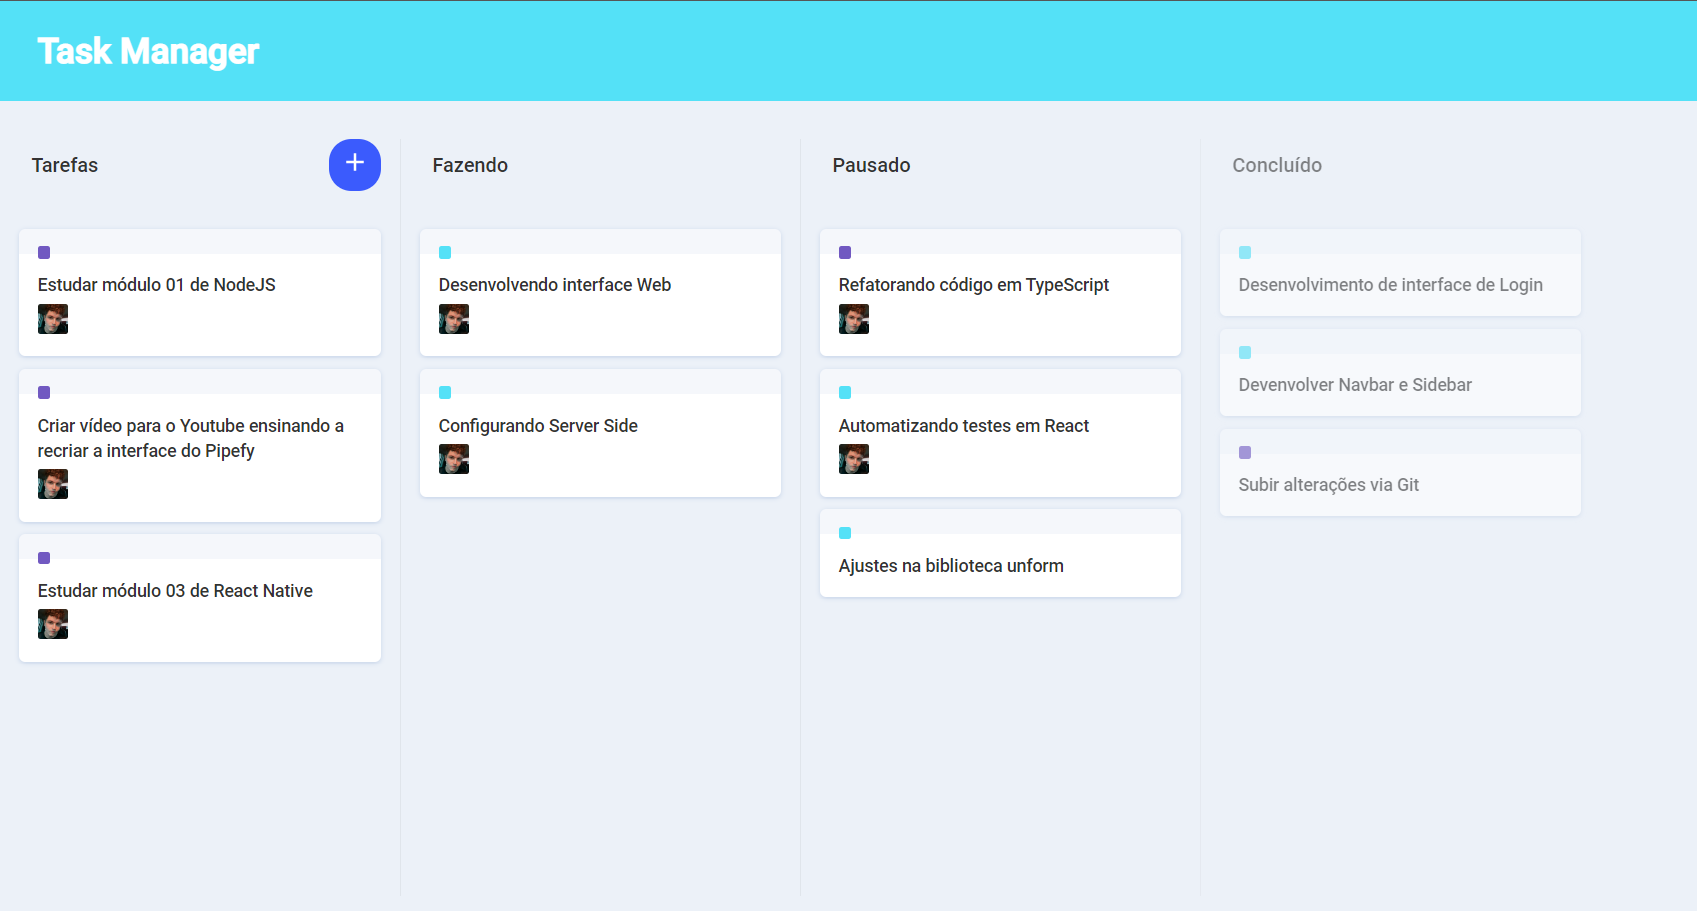 Task Manager
Tarefas
Estudar módulo 01 de NodeJS
Criar vídeo para o Youtube ensinando a
recriar a interface do Pipefy
Estudar módulo 03 de React Native
Fazendo
Desenvolvendo interface Web
Configurando Server Side
Pausado
Refatorando código em TypeScript
Automatizando testes em React
Ajustes na biblioteca unform
Concluído
Desenvolvimento de interface de Login
Devenvolver Navbar e Sidebar
Subir alterações via Git